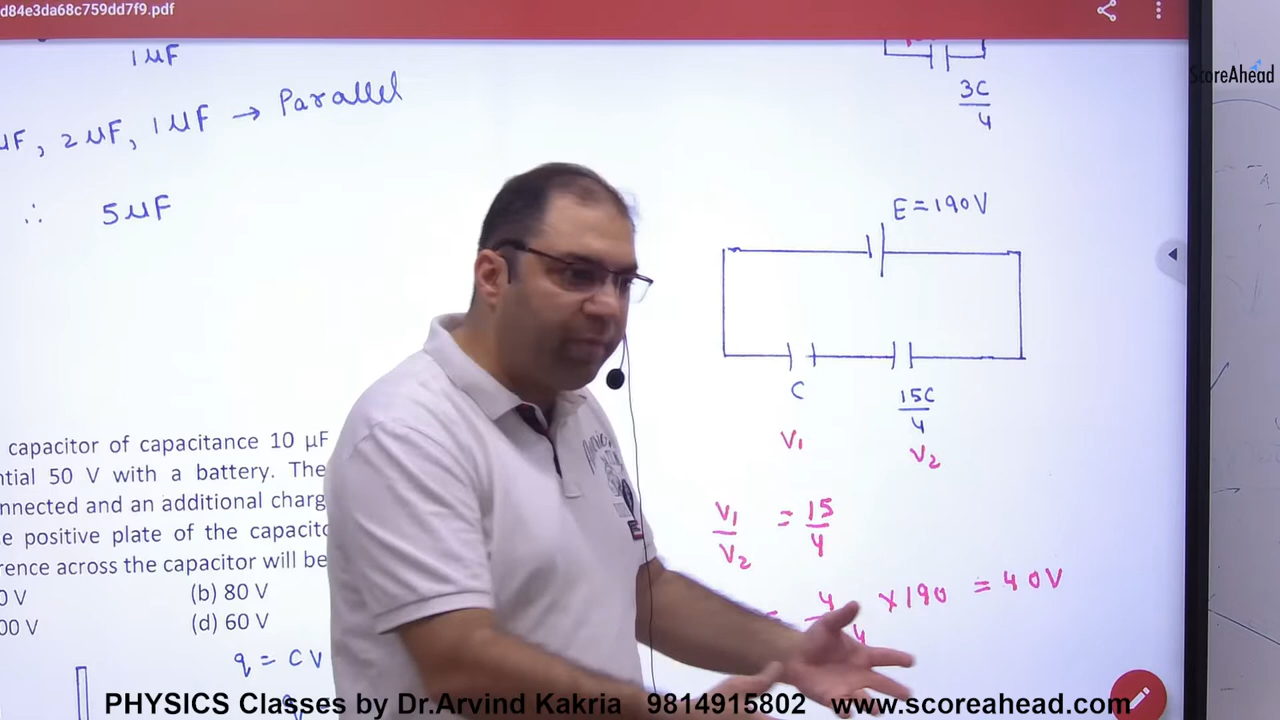 d84e3da68c759dd7f9.pdf
ScoreAhead
1μF
μF, 2μF, 1μF → Parallel
∴ 5μF
3C
4
E = 190V
C
15C
4
V1
V2
V1 = 15
V2 4
4 × 190 = 40V
4
capacitor of capacitance 10 μF
ntial 50 V with a battery. The
nnected and an additional charg
e positive plate of the capacito
rence across the capacitor will be
0 V (b) 80 V
00 V (d) 60 V
q = CV
PHYSICS Classes by Dr.Arvind Kakria 9814915802 www.scoreahead.com